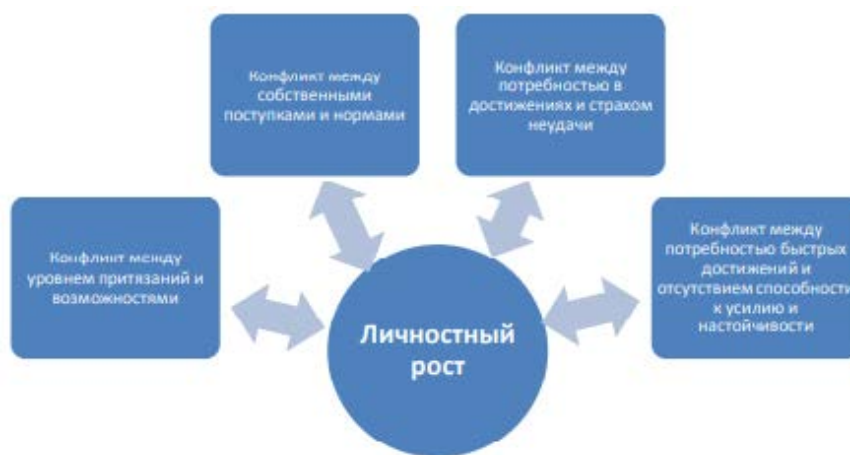 Конфликт между
собственными
поступками и нормами
Конфликт между
потребностью в
достижениях и страхом
неудачи
Конфликт между
уровнем притязаний и
возможностями
Конфликт между
потребностью быстрых
достижений и
отсутствием способности
к усилию и
настойчивости
Личностный
рост